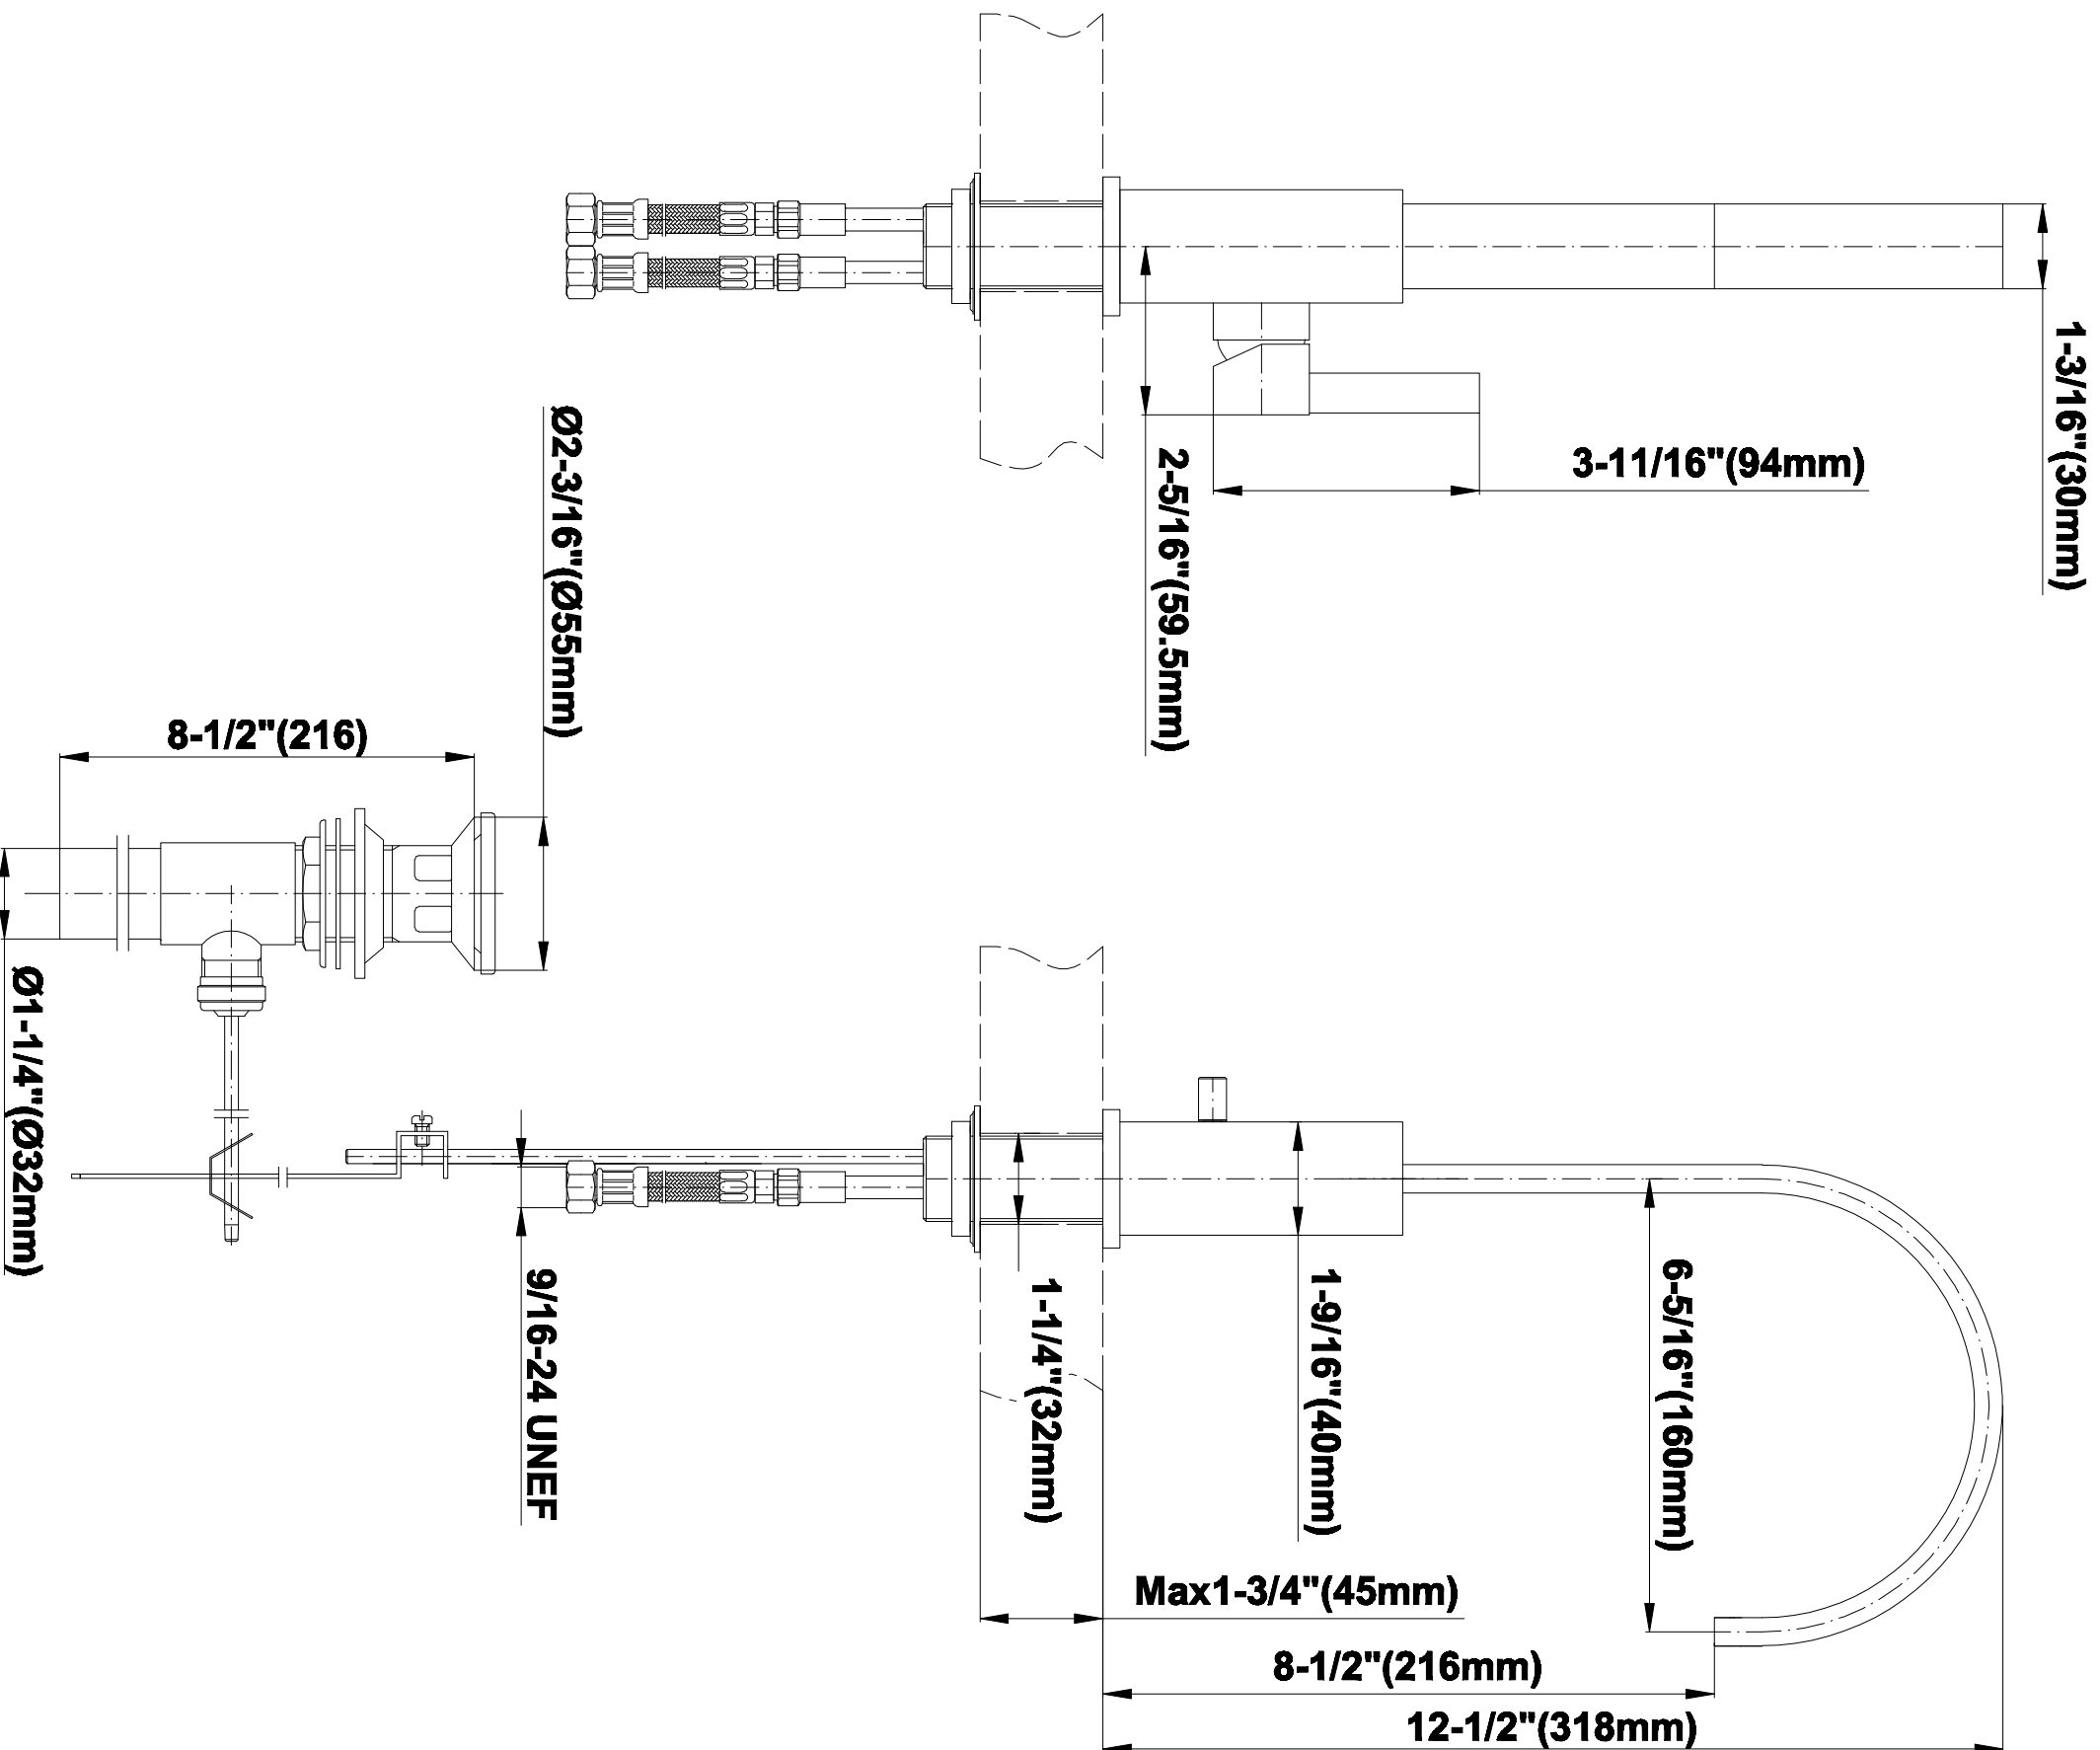 1-3/16"(30mm)
3-11/16"(94mm)
2-5/16"(59.5mm)
Ø2-3/16"(Ø55mm)
8-1/2"(216)
Ø1-1/4"(Ø32mm)
9/16-24 UNEF
1-1/4"(32mm)
1-9/16"(40mm)
6-5/16"(160mm)
Max1-3/4"(45mm)
8-1/2"(216mm)
12-1/2"(318mm)